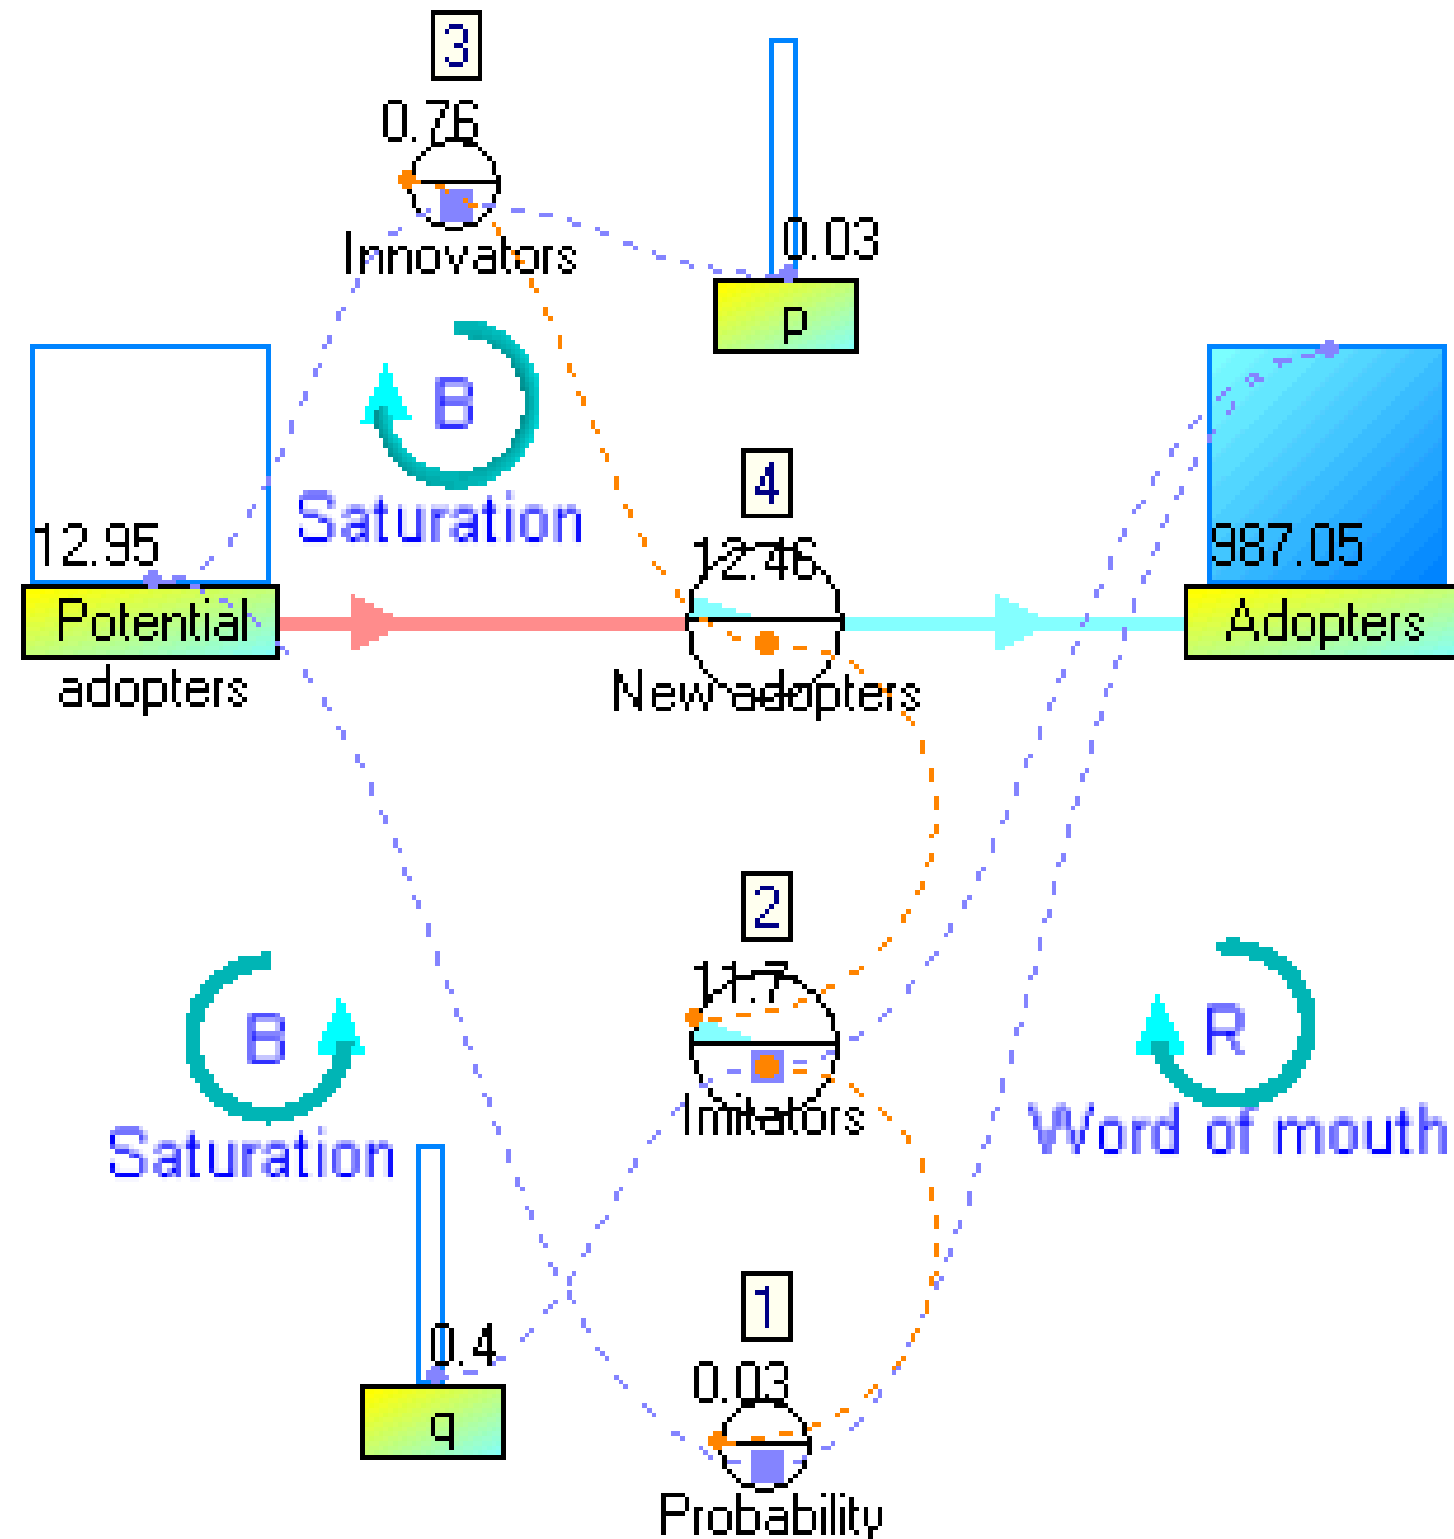 3
0.76
Innovators
0.03
p
B
Saturation
12.95
Potential
adopters
4
12.46
New adopters
987.05
Adopters
2
11.7
Imitators
B
Saturation
R
Word of mouth
0.4
q
1
0.03
Probability